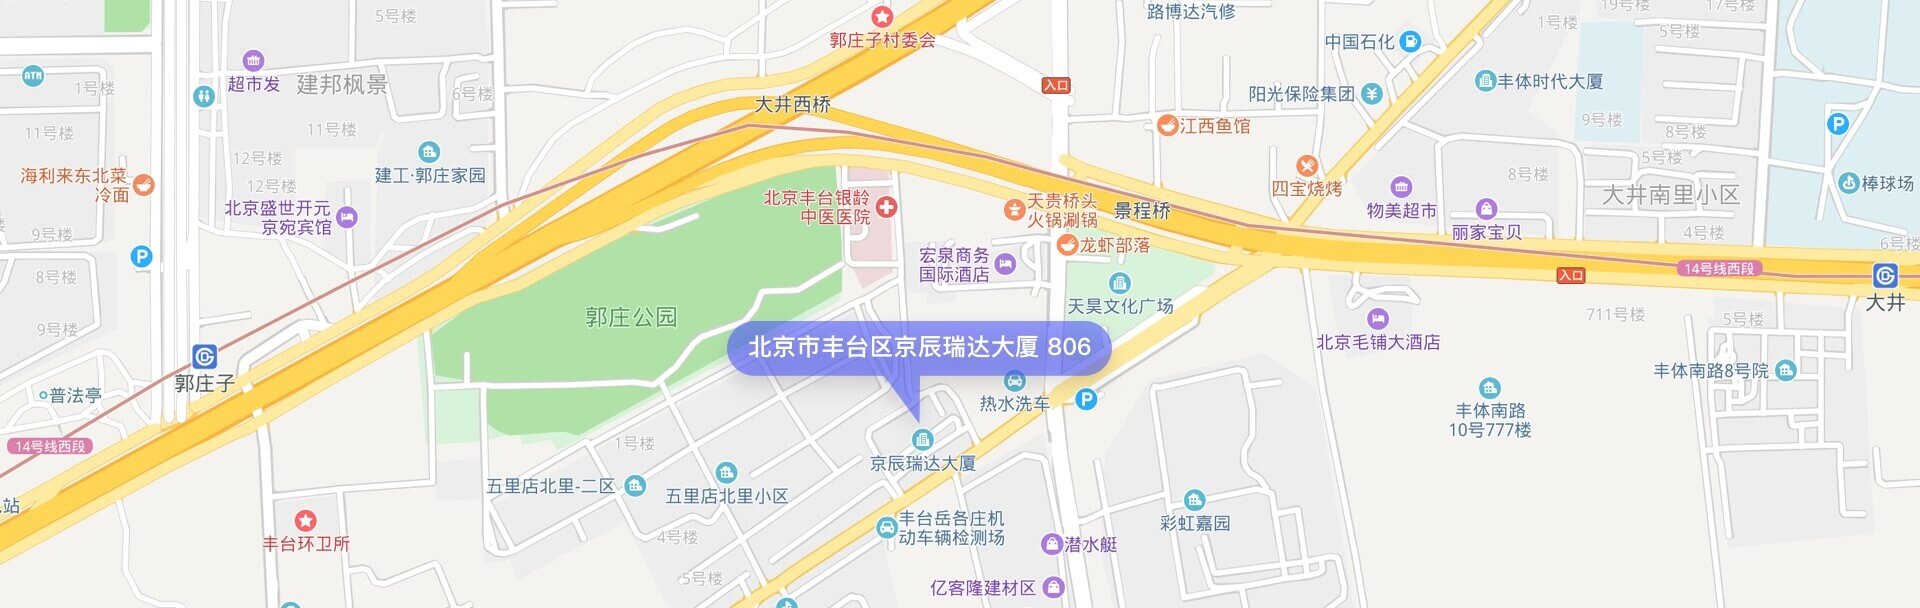 5号楼
路博达汽修
19号楼
17号楼
1号楼
5号楼
郭庄子村委会
中国石化
超市发
建邦枫景
ATM
1号楼
6号楼
入口
阳光保险集团
丰体时代大厦
大井西桥
11号楼
11号楼
江西鱼馆
9号楼
8号楼
P
12号楼
建工·郭庄家园
5号楼
海利来东北菜
冷面
12号楼
四宝烧烤
8号楼
棒球场
北京丰台银龄
中医医院
天贵桥头
火锅涮锅
景程桥
物美超市
大井南里小区
北京盛世开元
京宛宾馆
丽家宝贝
4号楼
9号楼
龙虾部落
6号楼
P
宏泉商务
国际酒店
14号线西段
入口
8号楼
天昊文化广场
大井
郭庄公园
711号楼
5号楼
9号楼
北京毛铺大酒店
北京市丰台区京辰瑞达大厦 806
郭庄子
丰体南路8号院
普法亭
热水洗车
P
丰体南路
10号777楼
14号线西段
1号楼
京辰瑞达大厦
五里店北里-二区
五里店北里小区
站
丰台岳各庄机
动车辆检测场
彩虹嘉园
丰台环卫所
4号楼
潜水艇
5号楼
亿客隆建材区